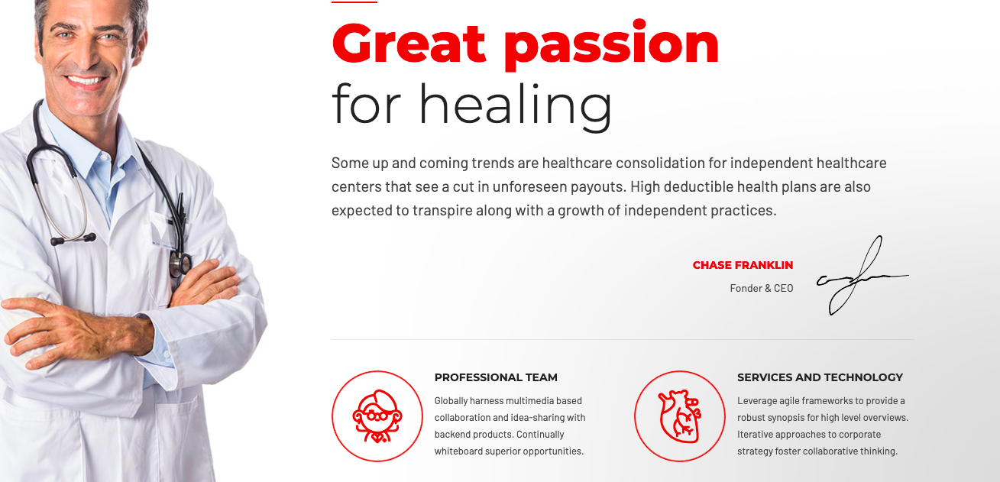 Great passion
for healing
Some up and coming trends are healthcare consolidation for independent healthcare
centers that see a cut in unforeseen payouts. High deductible health plans are also
expected to transpire along with a growth of independent practices.
CHASE FRANKLIN
Fonder & CEO
PROFESSIONAL TEAM
Globally harness multimedia based
collaboration and idea-sharing with
backend products. Continually
whiteboard superior opportunities.
SERVICES AND TECHNOLOGY
Leverage agile frameworks to provide a
robust synopsis for high level overviews.
Iterative approaches to corporate
strategy foster collaborative thinking.